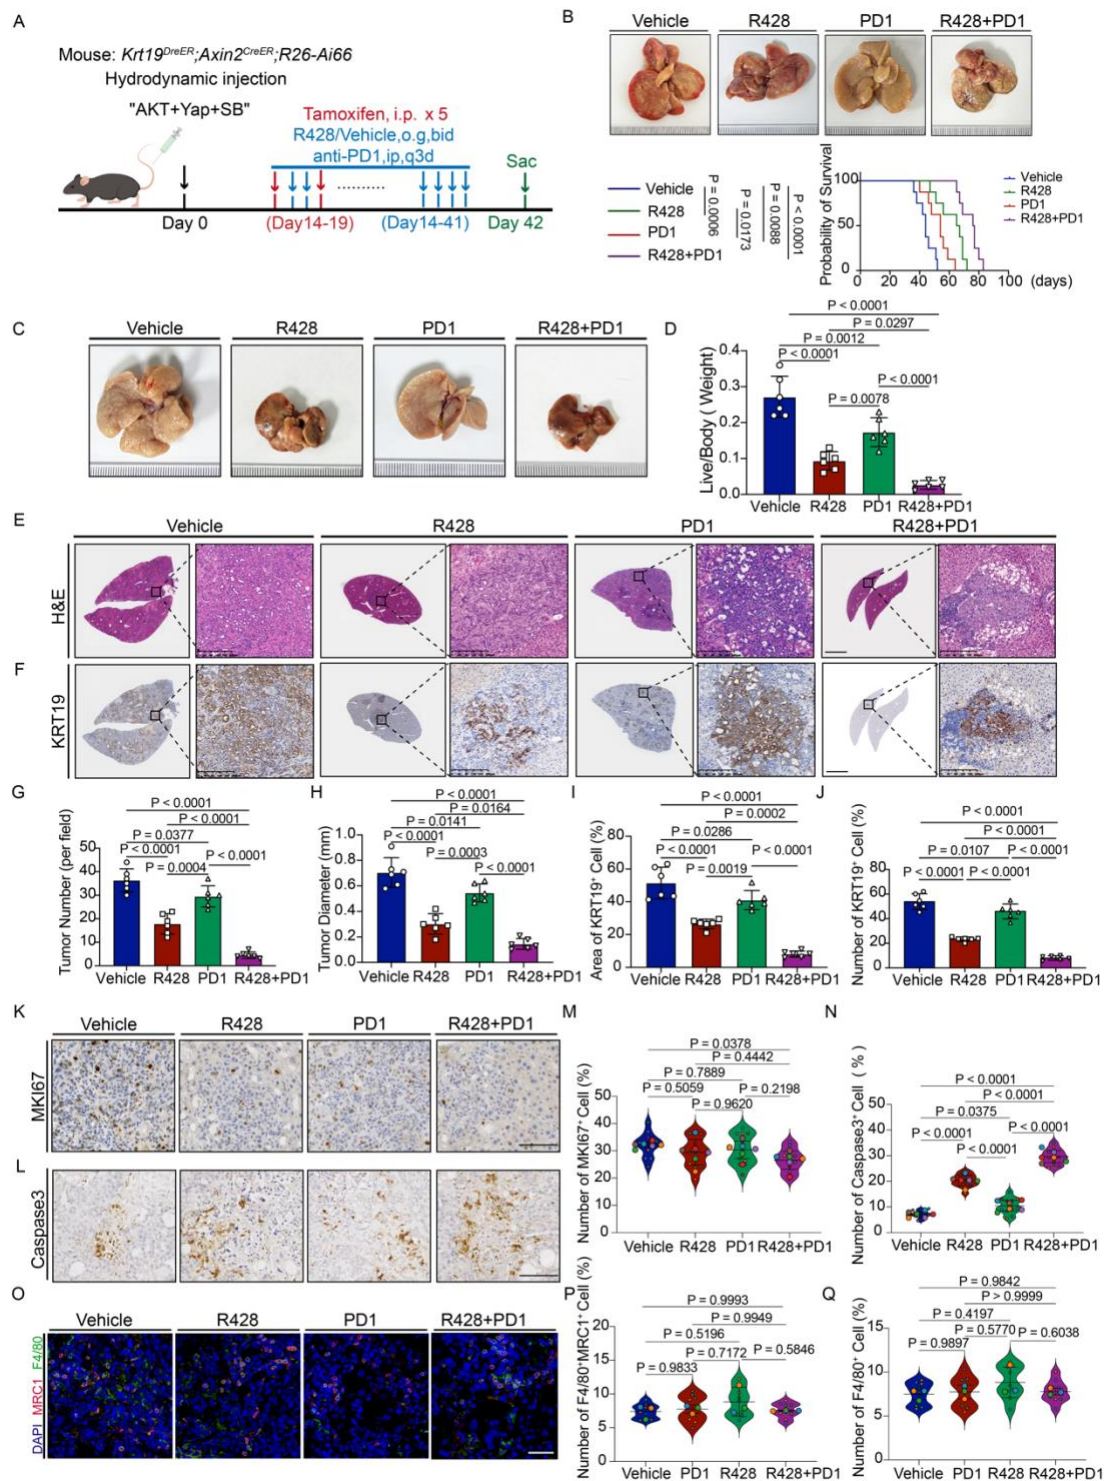 A
Mouse: Krt19DreER;Axin2CreER;R26-Ai66
Hydrodynamic injection
"AKT+Yap+SB"
Tamoxifen, i.p. x 5
R428/Vehicle,o.g,bid
anti-PD1,ip,q3d
Sac
Day 0
(Day14-19)
(Day14-41)
Day 42
B
Vehicle R428 PD1 R428+PD1
Vehicle
R428
PD1
R428+PD1
P = 0.0006
P = 0.0173
P = 0.0088
P < 0.0001
Probability of Survival
100
50
0
0 20 40 60 80 100 (days)
Vehicle
R428
PD1
R428+PD1
C
Vehicle R428 PD1 R428+PD1
D
P < 0.0001
P = 0.0297
P = 0.0012
P < 0.0001
P < 0.0001
P = 0.0078
Live/Body ( Weight)
0.4
0.3
0.2
0.1
0.0
Vehicle R428 PD1 R428+PD1
E
Vehicle R428 PD1 R428+PD1
H&E
F
KRT19
G
P < 0.0001
P < 0.0001
P = 0.0377
P < 0.0001
P < 0.0001
P = 0.0004
Tumor Number (per field)
50
40
30
20
10
0
Vehicle R428 PD1 R428+PD1
H
P < 0.0001
P = 0.0164
P = 0.0141
P < 0.0001
P = 0.0003
P < 0.0001
Tumor Diameter (mm)
1.0
0.8
0.6
0.4
0.2
0.0
Vehicle R428 PD1 R428+PD1
I
P < 0.0001
P = 0.0002
P = 0.0286
P < 0.0001
P < 0.0001
P = 0.0019
Area of KRT19+ Cell (%)
80
60
40
20
0
Vehicle R428 PD1 R428+PD1
J
P < 0.0001
P < 0.0001
P = 0.0107
P < 0.0001
P < 0.0001
P < 0.0001
Number of KRT19+ Cell (%)
80
60
40
20
0
Vehicle R428 PD1 R428+PD1
K
Vehicle R428 PD1 R428+PD1
MKI67
L
Caspase3
M
P = 0.0378
P = 0.4442
P = 0.7889
P = 0.5059
P = 0.2198
P = 0.9620
Number of MKI67+ Cell (%)
50
40
30
20
10
0
Vehicle R428 PD1 R428+PD1
N
P < 0.0001
P < 0.0001
P = 0.0375
P < 0.0001
P < 0.0001
P < 0.0001
Number of Caspase3+ Cell ( % )
50
40
30
20
10
0
Vehicle R428 PD1 R428+PD1
O
Vehicle R428 PD1 R428+PD1
DAPI MRC1 F4/80
P
P = 0.9993
P = 0.9949
P = 0.5196
P = 0.7172
P = 0.5846
P = 0.9833
Number of F4/80+MRC1+ Cell (%)
20
15
10
5
0
Vehicle PD1 R428 R428+PD1
Q
P = 0.9842
P > 0.9999
P = 0.4197
P = 0.5770
P = 0.6038
P = 0.9897
Number of F4/80+ Cell (%)
15
10
5
0
Vehicle PD1 R428 R428+PD1